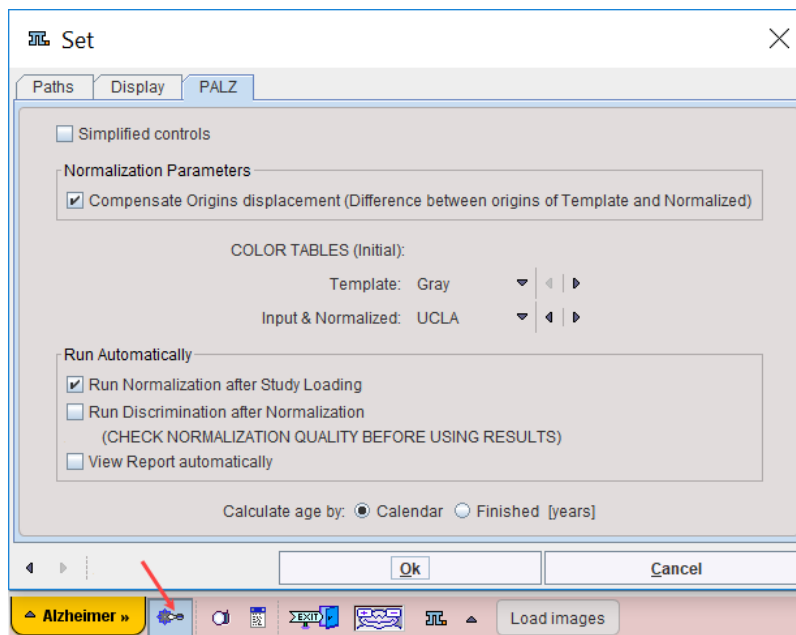 Set
Paths Display PALZ
Simplified controls
Normalization Parameters
Compensate Origins displacement (Difference between origins of Template and Normalized)
COLOR TABLES (Initial):
Template: Gray
Input & Normalized: UCLA
Run Automatically
Run Normalization after Study Loading
Run Discrimination after Normalization
(CHECK NORMALIZATION QUALITY BEFORE USING RESULTS)
View Report automatically
Calculate age by: Calendar Finished [years]
Ok Cancel
Alzheimer » EXIT Load images